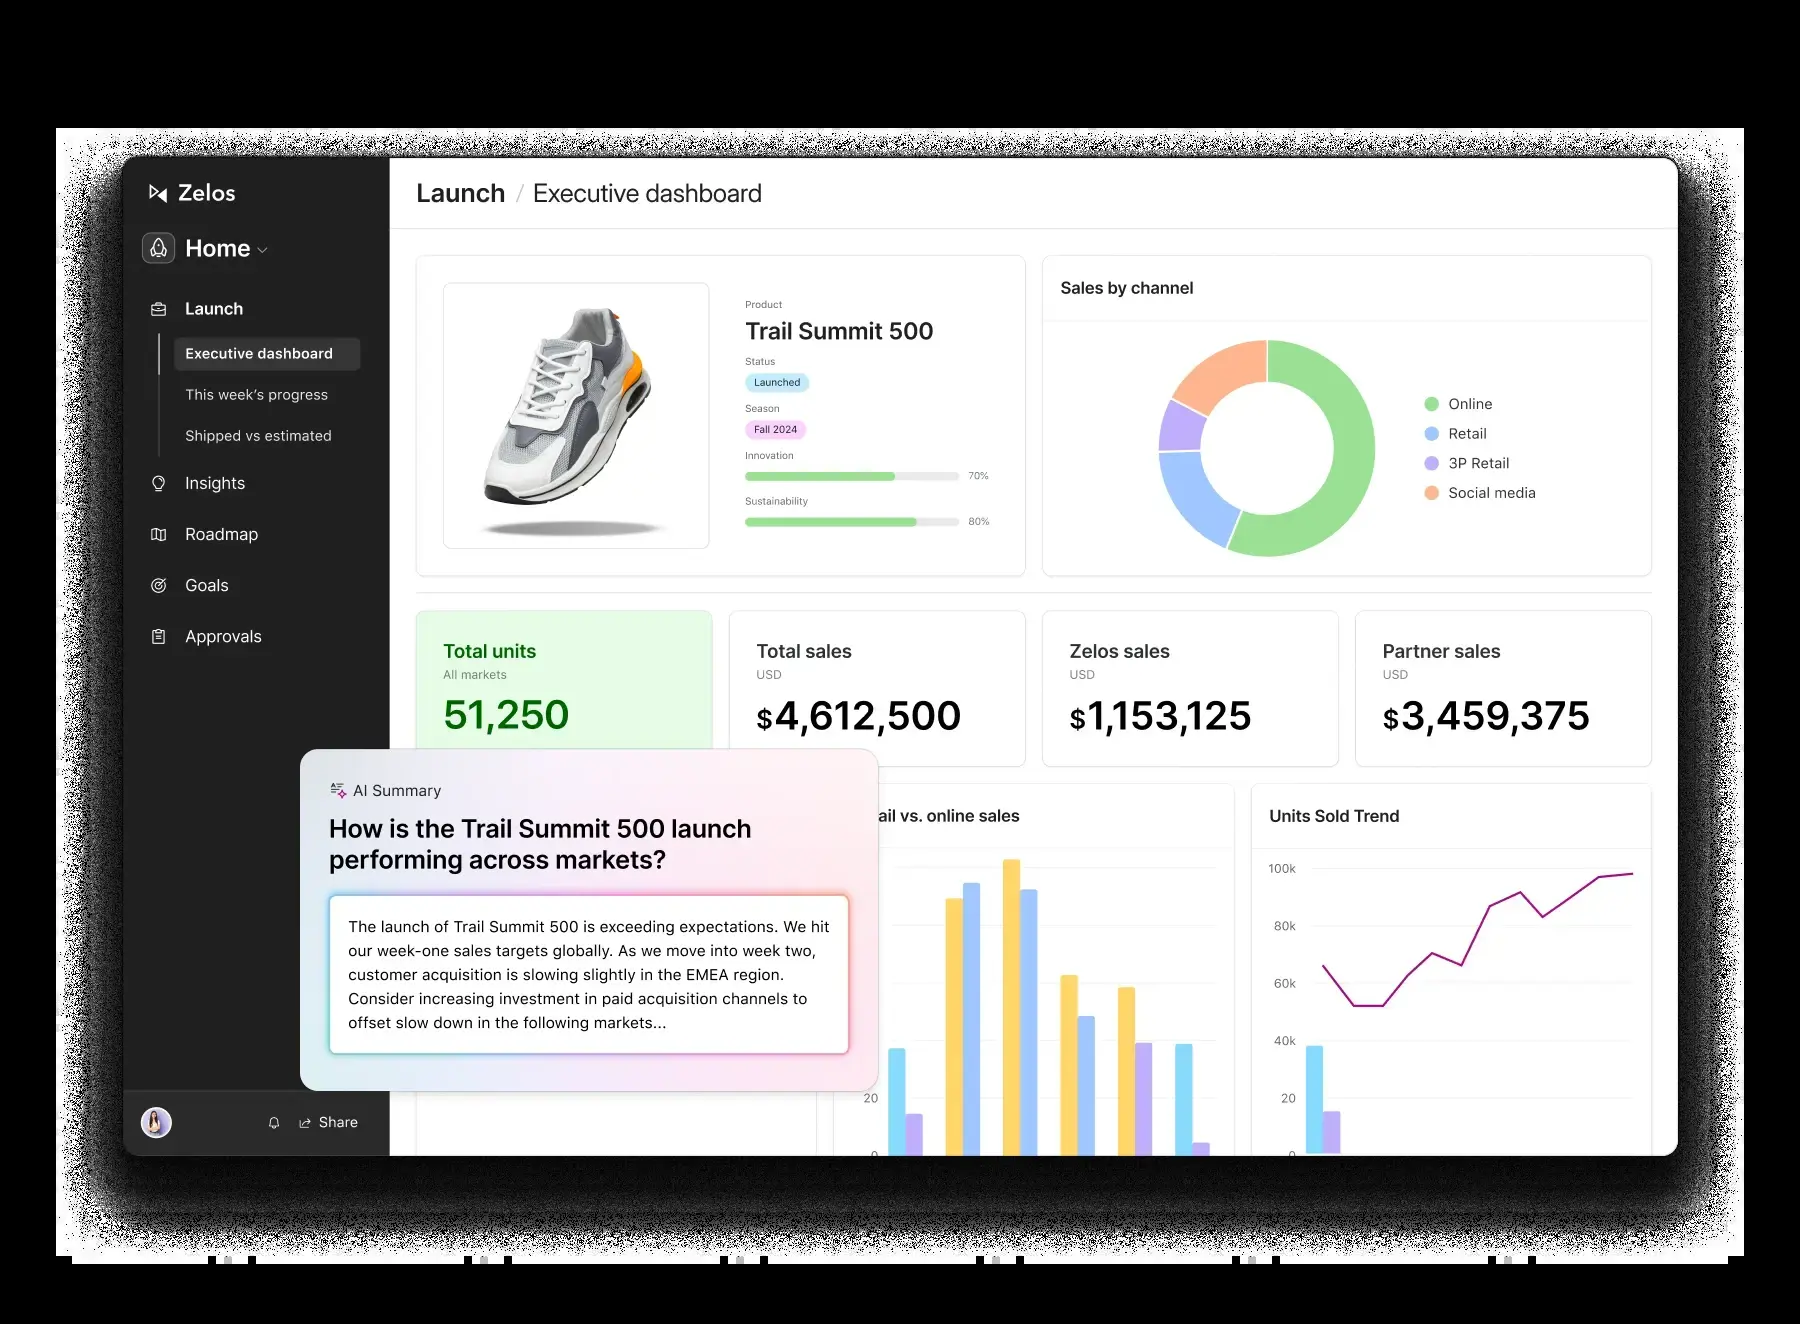 Zelos
Home
Launch
Executive dashboard
This week’s progress
Shipped vs estimated
Insights
Roadmap
Goals
Approvals
Share
Launch / Executive dashboard
Product
Trail Summit 500
Status
Launched
Season
Fall 2024
Innovation
70%
Sustainability
80%
Sales by channel
Online
Retail
3P Retail
Social media
Total units
All markets
51,250
Total sales
USD
$4,612,500
Zelos sales
USD
$1,153,125
Partner sales
USD
$3,459,375
AI Summary
How is the Trail Summit 500 launch
performing across markets?
The launch of Trail Summit 500 is exceeding expectations. We hit
our week-one sales targets globally. As we move into week two,
customer acquisition is slowing slightly in the EMEA region.
Consider increasing investment in paid acquisition channels to
offset slow down in the following markets...
ail vs. online sales
20
0
Units Sold Trend
100k
80k
60k
40k
20
0